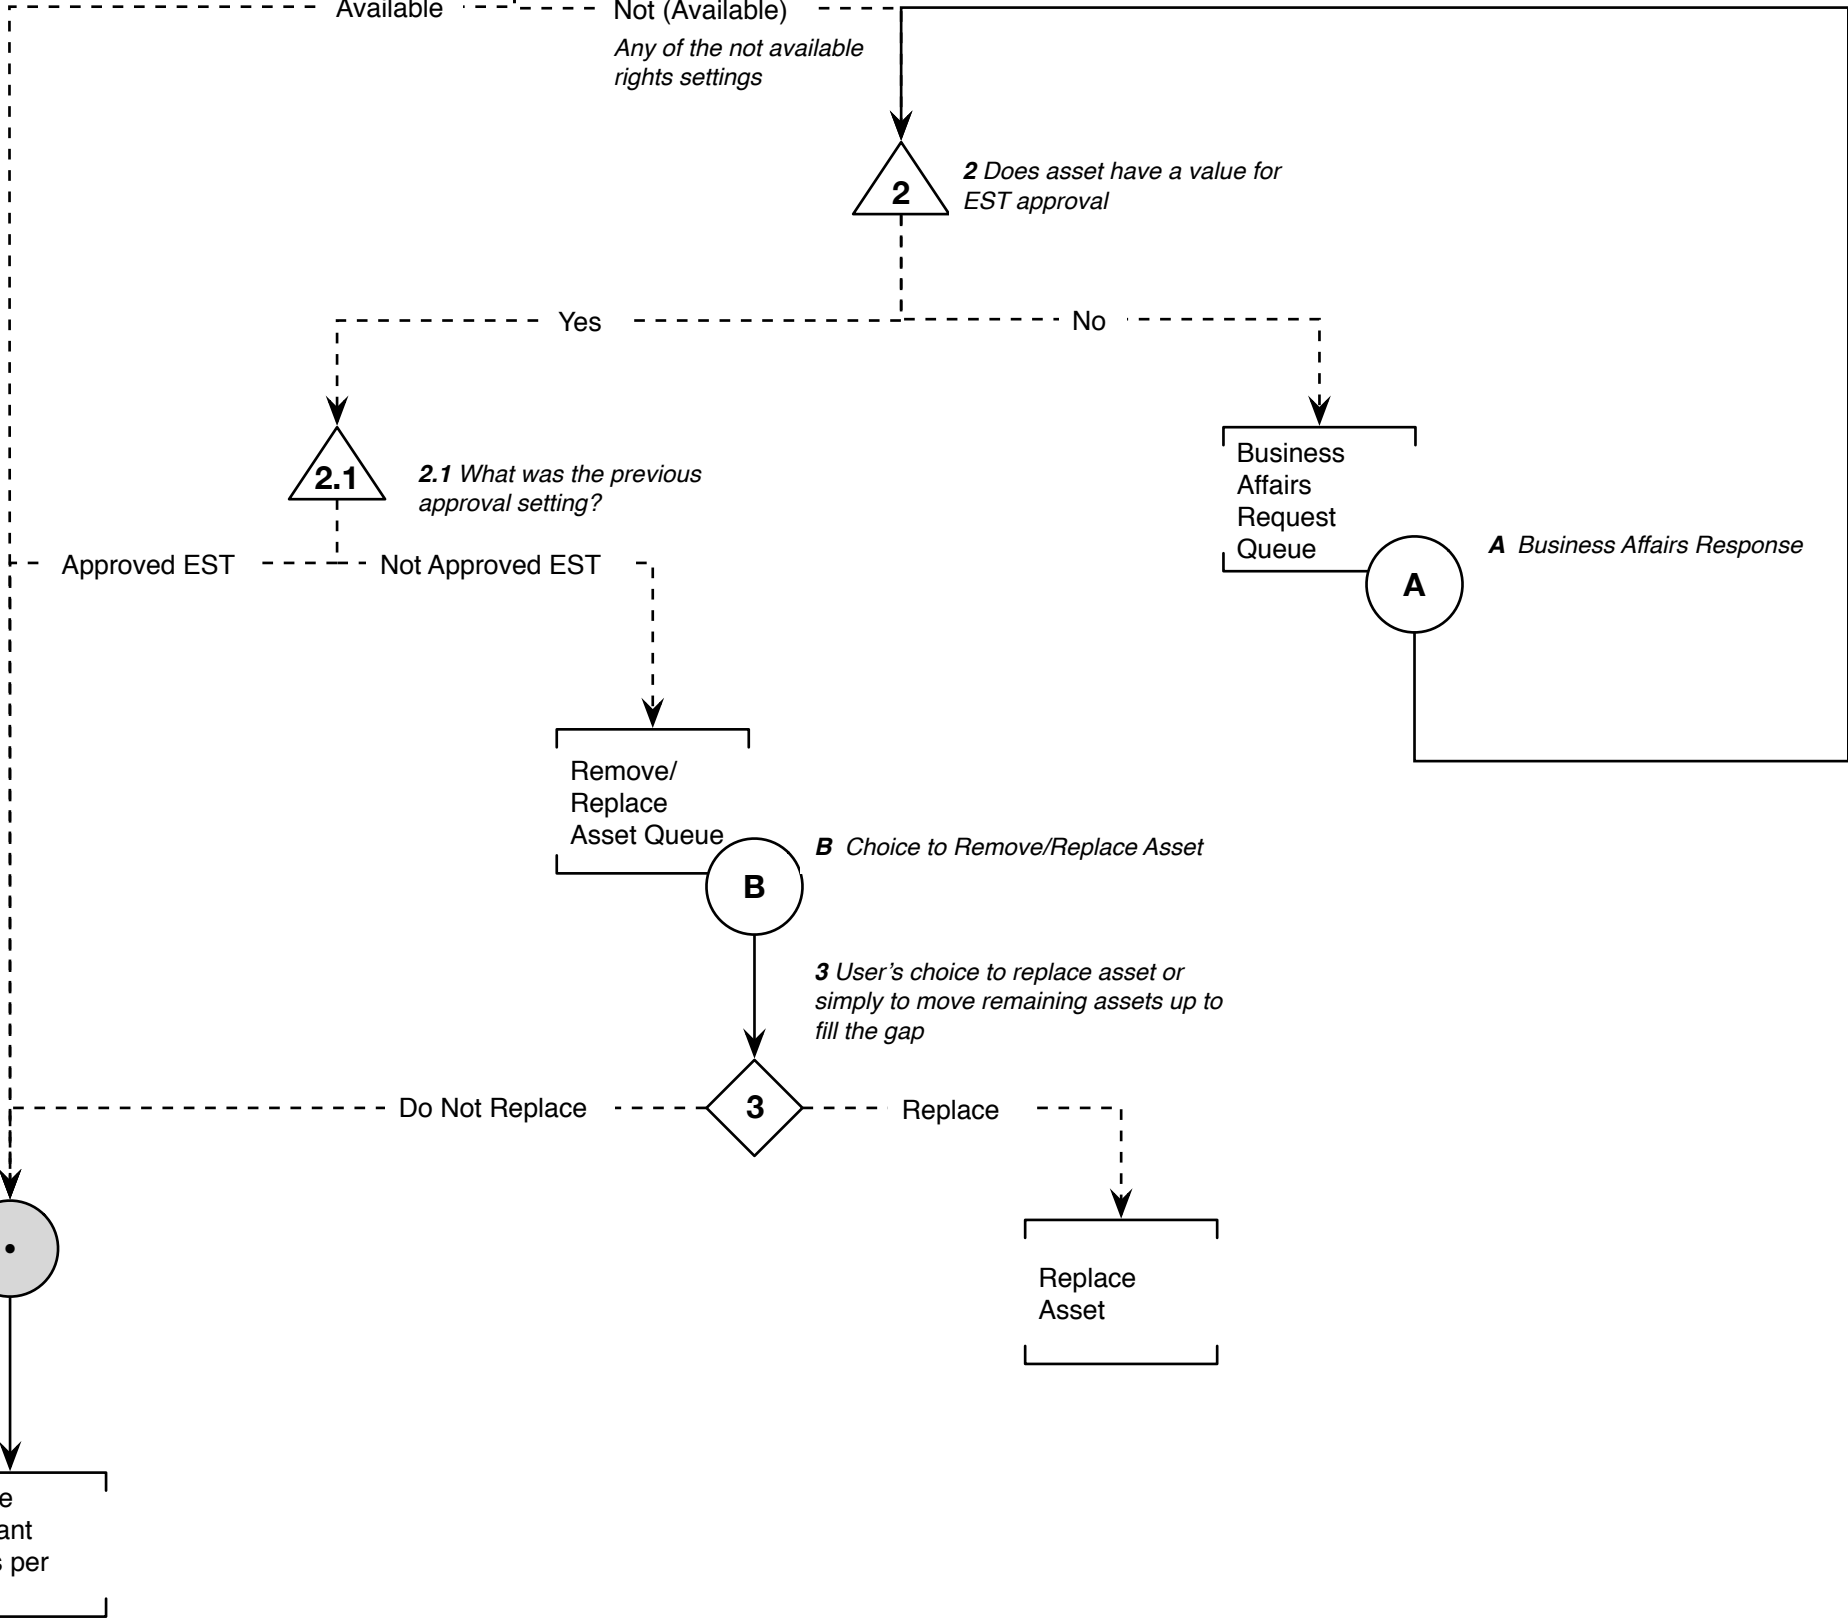 Available
Not (Available)
Any of the not available
rights settings
2
2 Does asset have a value for
EST approval
Yes
No
2.1
2.1 What was the previous
approval setting?
Business
Affairs
Request
Queue
A
A Business Affairs Response
Approved EST
Not Approved EST
Remove/
Replace
Asset Queue
B
B Choice to Remove/Replace Asset
3 User’s choice to replace asset or
simply to move remaining assets up to
fill the gap
Do Not Replace
3
Replace
Replace
Asset
per